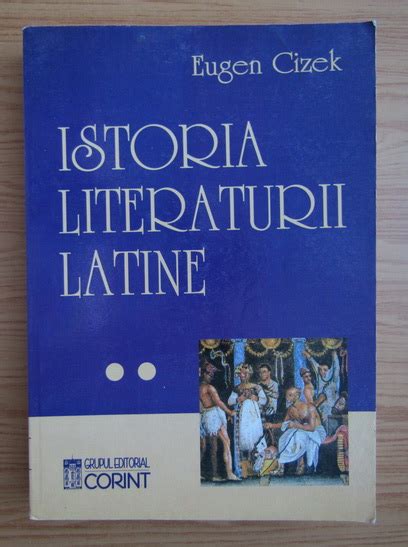 Eugen Cizek
ISTORIA
LITERATURII
LATINE
GRUPUL EDITORIAL
CORINT